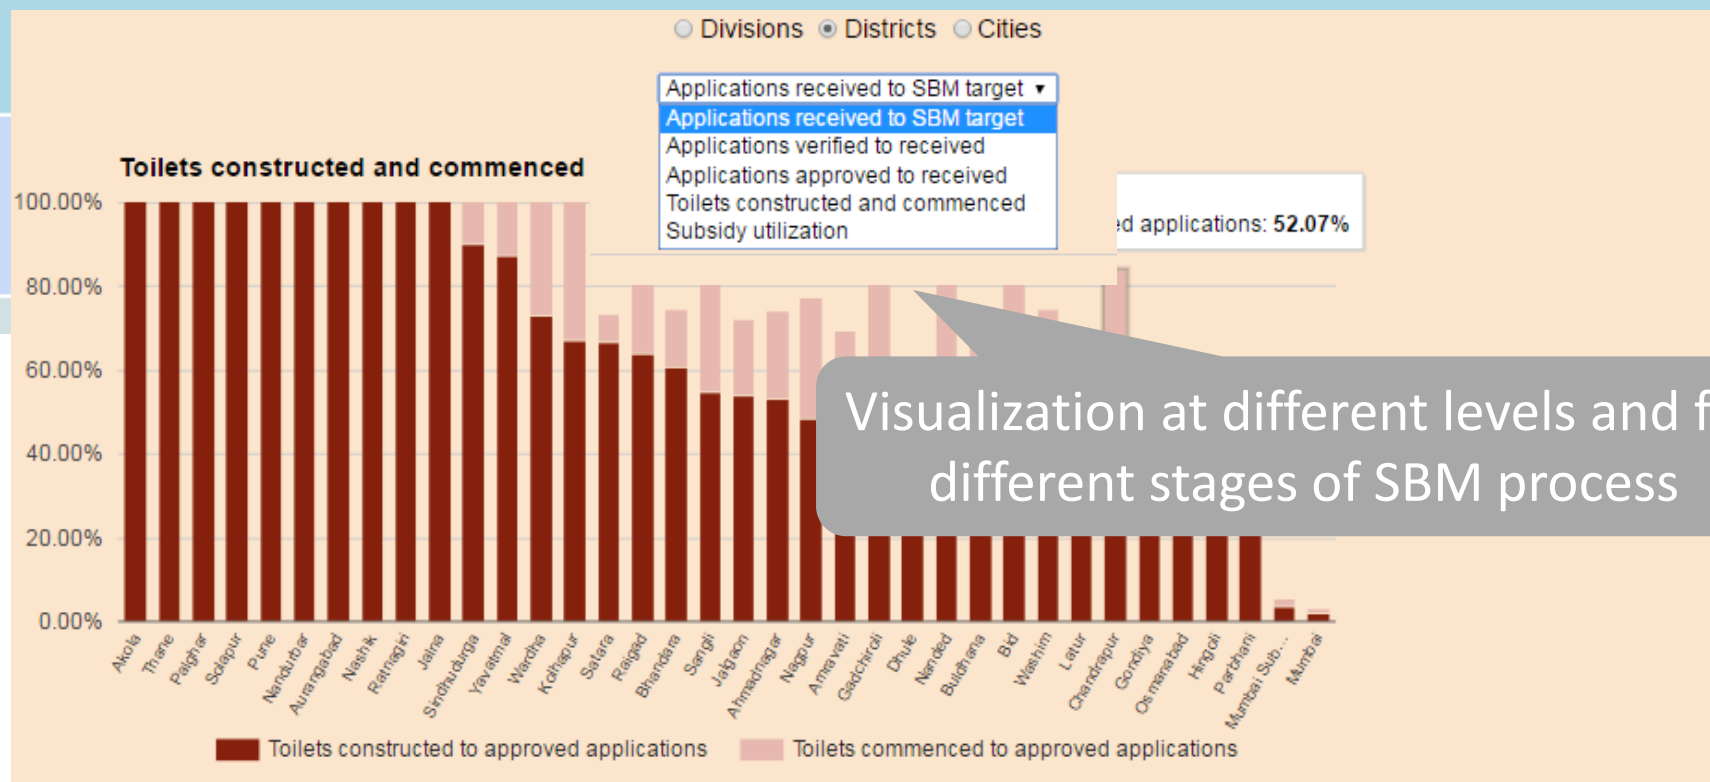 Divisions Districts Cities
Applications received to SBM target
Applications received to SBM target
Applications verified to received
Applications approved to received
Toilets constructed and commenced
Subsidy utilization
Toilets constructed and commenced
ed applications: 52.07%
100.00%
80.00%
60.00%
40.00%
20.00%
0.00%
Visualization at different levels and f
different stages of SBM process
Akola
Thane
Palghar
Solapur
Pune
Nandurbar
Aurangabad
Nashik
Ratnagiri
Jalna
Sindhudurga
Yavatmal
Wardha
Kolhapur
Satara
Raigad
Bhandara
Sangli
Jalgaon
Ahmadnagar
Nagpur
Amravati
Gadchiroli
Dhule
Nanded
Buldhana
Bid
Washim
Latur
Chandrapur
Gondiya
Osmanabad
Hingoli
Parbhani
Mumbai Sub...
Mumbai
Toilets constructed to approved applications
Toilets commenced to approved applications